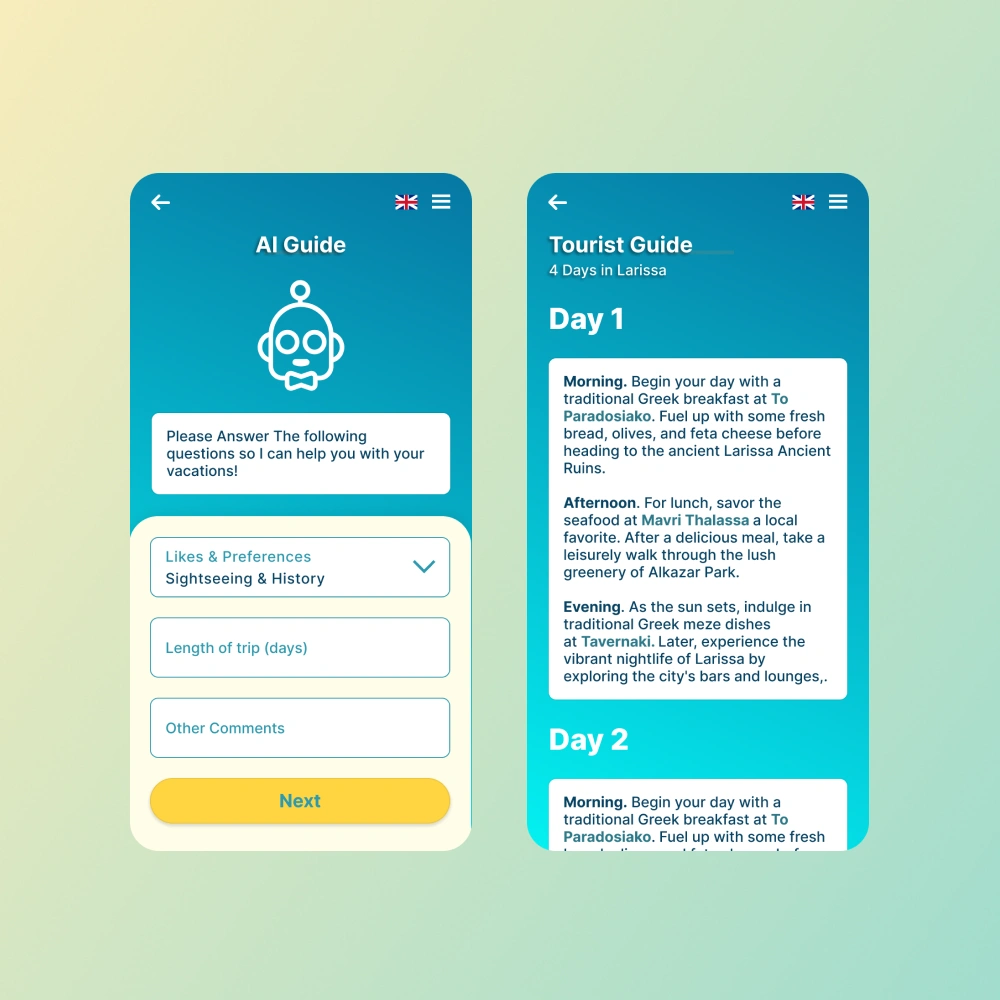 AI Guide
Please Answer The following
questions so I can help you with your
vacations!
Likes & Preferences
Sightseeing & History
Length of trip (days)
Other Comments
Next
Tourist Guide
4 Days in Larissa
Day 1
Morning. Begin your day with a
traditional Greek breakfast at To
Paradosiako. Fuel up with some fresh
bread, olives, and feta cheese before
heading to the ancient Larissa Ancient
Ruins.
Afternoon. For lunch, savor the
seafood at Mavri Thalassa a local
favorite. After a delicious meal, take a
leisurely walk through the lush
greenery of Alkazar Park.
Evening. As the sun sets, indulge in
traditional Greek meze dishes
at Tavernaki. Later, experience the
vibrant nightlife of Larissa by
exploring the city's bars and lounges,.
Day 2
Morning. Begin your day with a
traditional Greek breakfast at To
Paradosiako. Fuel up with some fresh